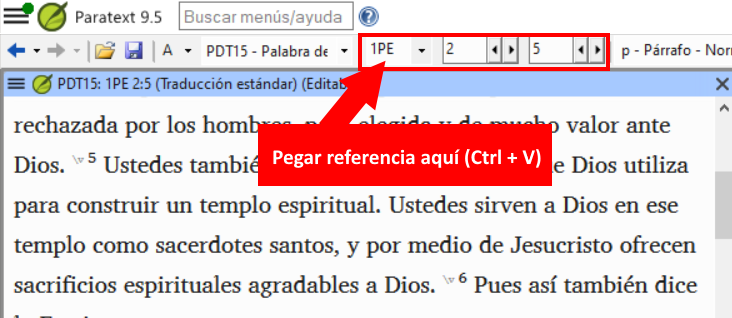 Paratext 9.5 Buscar menús/ayuda
A PDT15 - Palabra de 1PE 2 5 p - Párrafo - Nor
PDT15: 1PE 2:5 (Traducción estándar) (Editab
rechazada por los hombres, elegida y de mucho valor ante
Dios. \v 5 Ustedes tambié e Dios utiliza
Pegar referencia aquí (Ctrl + V)
para construir un templo espiritual. Ustedes sirven a Dios en ese
templo como sacerdotes santos, y por medio de Jesucristo ofrecen
sacrificios espirituales agradables a Dios. \v 6 Pues así también dice